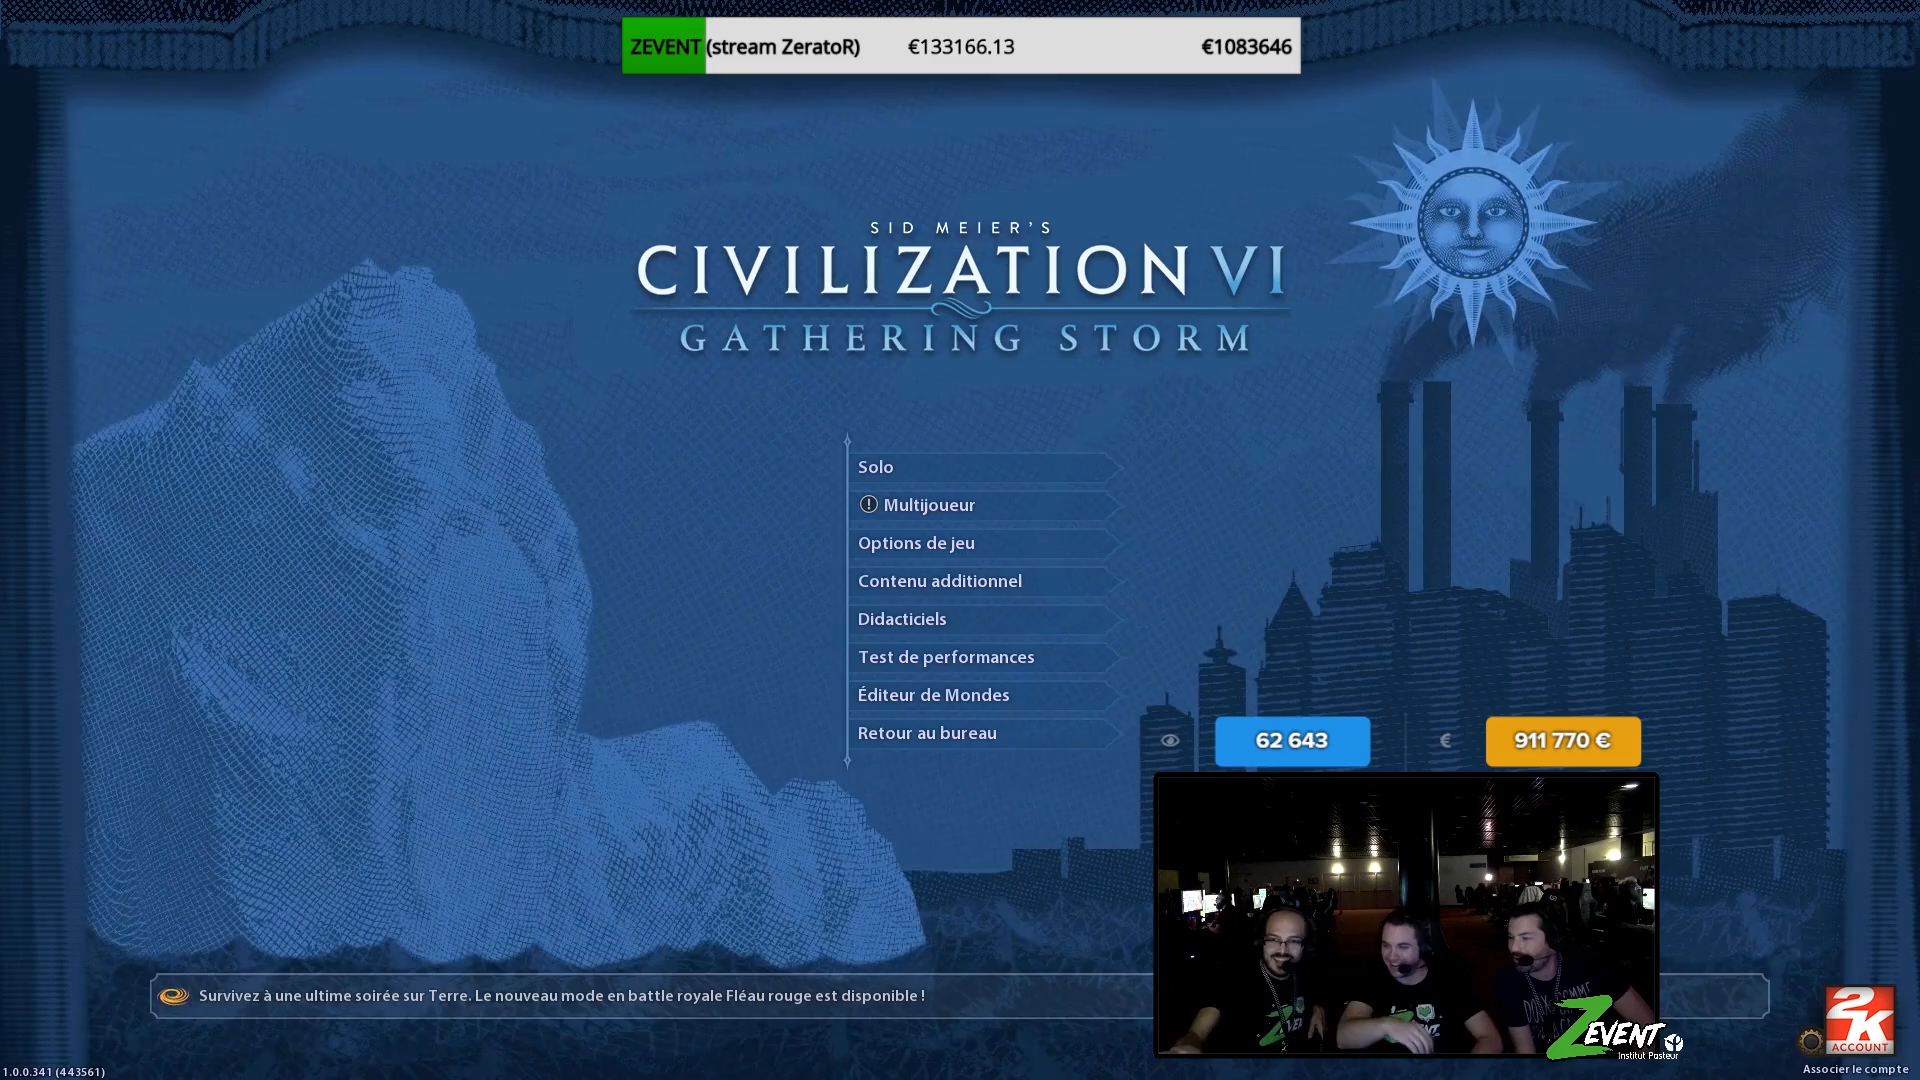 ZEVENT (stream ZeratoR) €133166.13 €1083646
SID MEIER'S
CIVILIZATION VI
GATHERING STORM
Solo
Multijoueur
Options de jeu
Contenu additionnel
Didacticiels
Test de performances
Éditeur de Mondes
Retour au bureau
62 643 € 911 770 €
Survivez à une ultime soirée sur Terre. Le nouveau mode en battle royale Fléau rouge est disponible !
ZEVENT
Institut Pasteur
2K
ACCOUNT
Associer le compte
1.0.0.341 (443561)